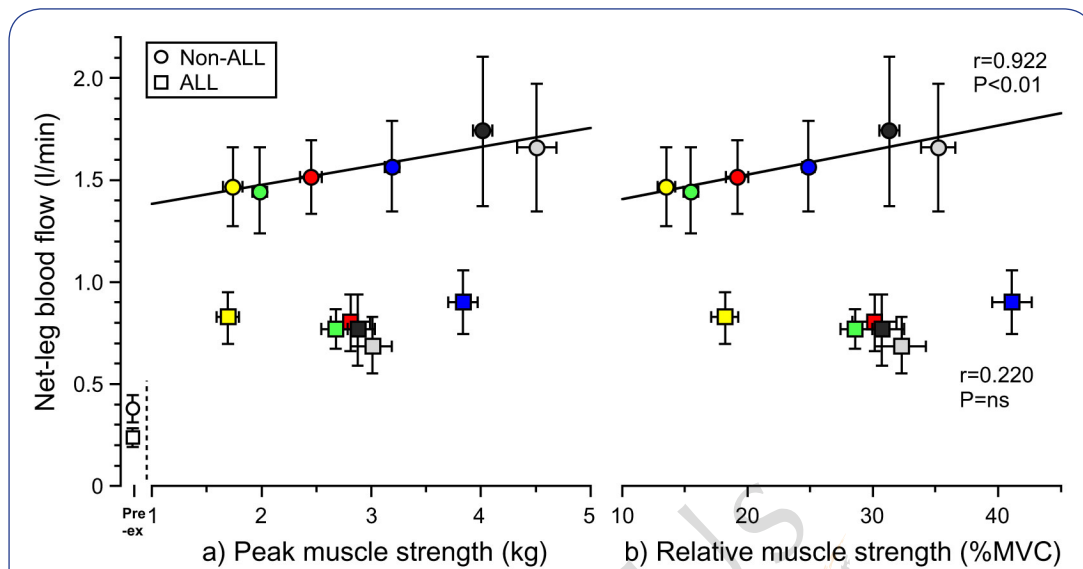 Net-leg blood flow (l/min)
2.0
1.5
1.0
0.5
0
Non-ALL
ALL
r=0.922
P<0.01
r=0.220
P=ns
Pre
-ex
1 2 3 4 5
10 20 30 40
a) Peak muscle strength (kg)
b) Relative muscle strength (%MVC)